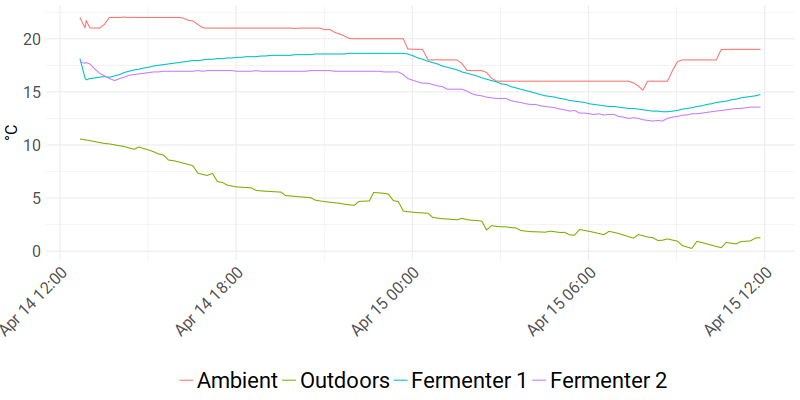 20
15
10
5
0
°C
Apr 14 12:00
Apr 14 18:00
Apr 15 00:00
Apr 15 06:00
Apr 15 12:00
Ambient Outdoors Fermenter 1 Fermenter 2